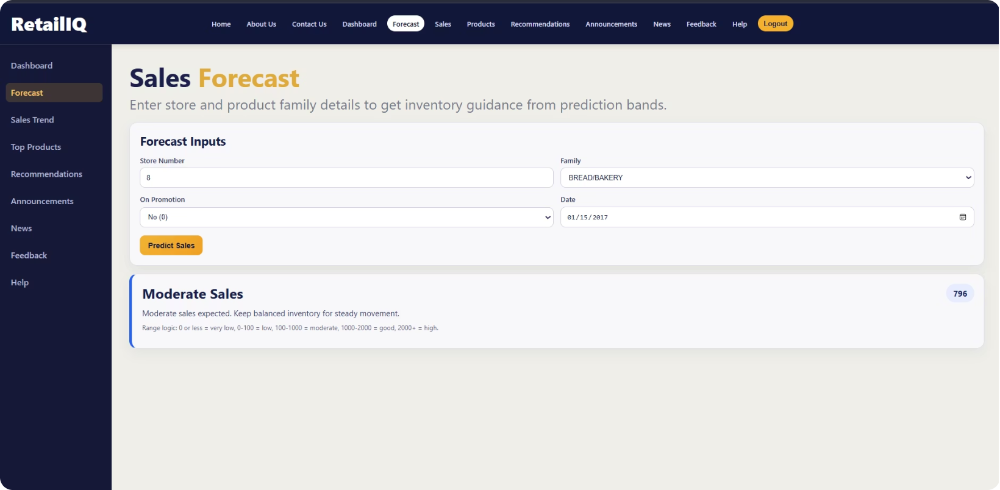 RetailIQ
Home About Us Contact Us Dashboard Forecast Sales Products Recommendations Announcements News Feedback Help Logout
Dashboard
Forecast
Sales Trend
Top Products
Recommendations
Announcements
News
Feedback
Help
Sales Forecast
Enter store and product family details to get inventory guidance from prediction bands.
Forecast Inputs
Store Number
8
Family
BREAD/BAKERY
On Promotion
No (0)
Date
01/15/2017
Predict Sales
Moderate Sales
796
Moderate sales expected. Keep balanced inventory for steady movement.
Range logic: 0 or less = very low, 0-100 = low, 100-1000 = moderate, 1000-2000 = good, 2000+ = high.